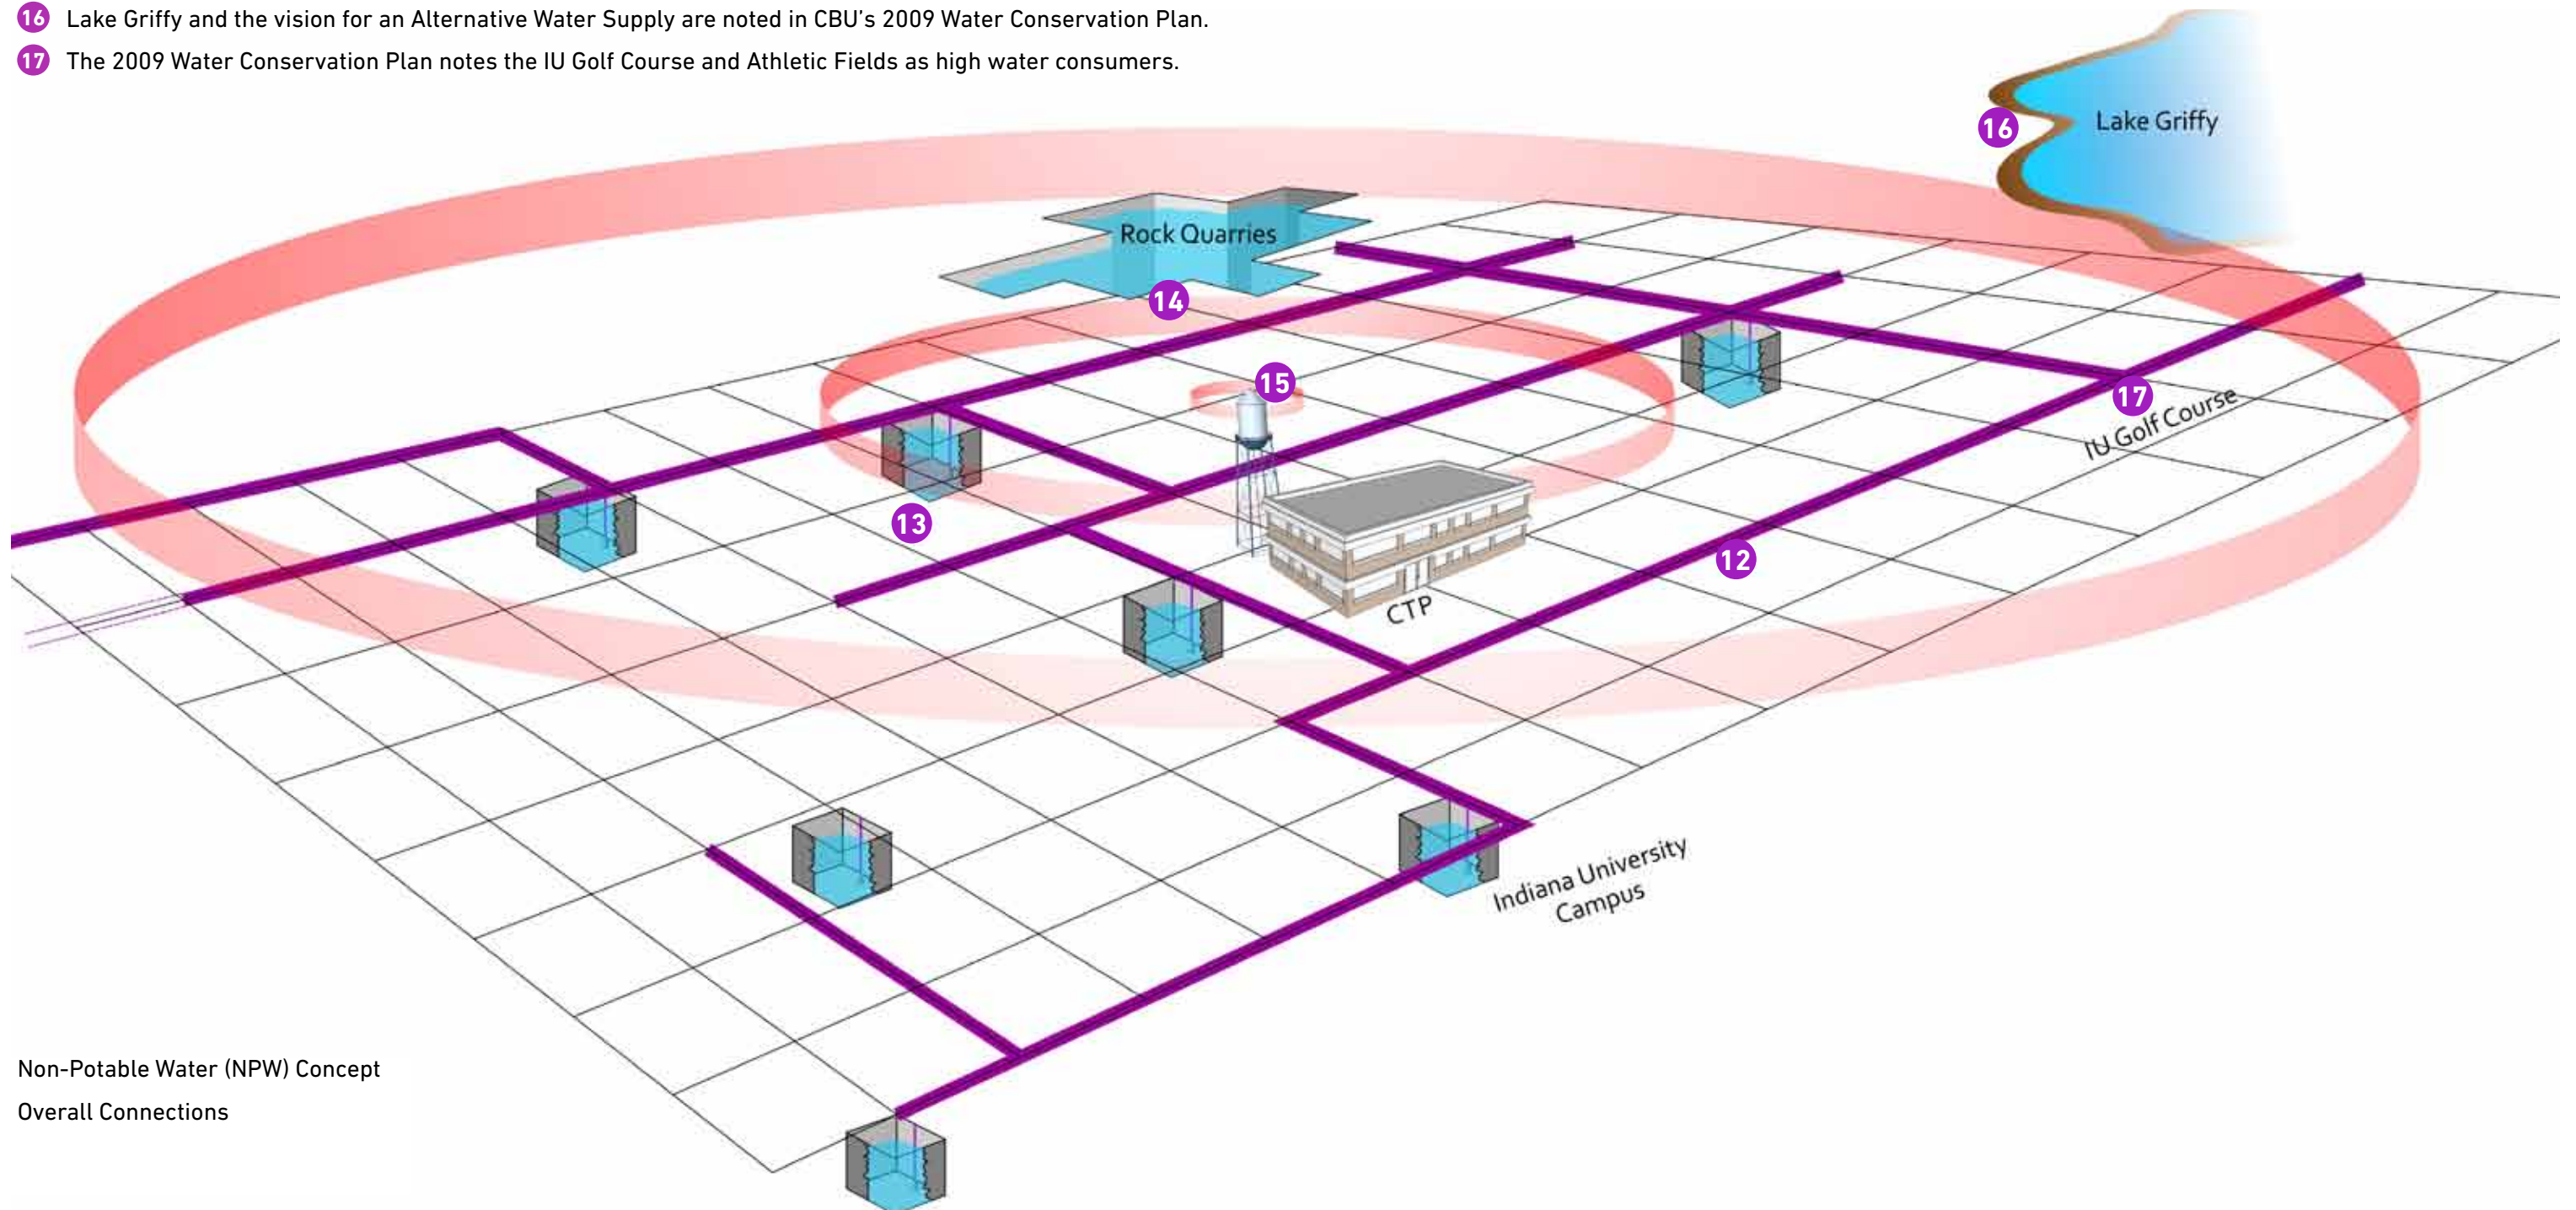 16 Lake Griffy and the vision for an Alternative Water Supply are noted in CBU’s 2009 Water Conservation Plan.
17 The 2009 Water Conservation Plan notes the IU Golf Course and Athletic Fields as high water consumers.
16
Lake Griffy
Rock Quarries
14
15
17
IU Golf Course
13
12
CTP
Indiana University
Campus
Non-Potable Water (NPW) Concept
Overall Connections